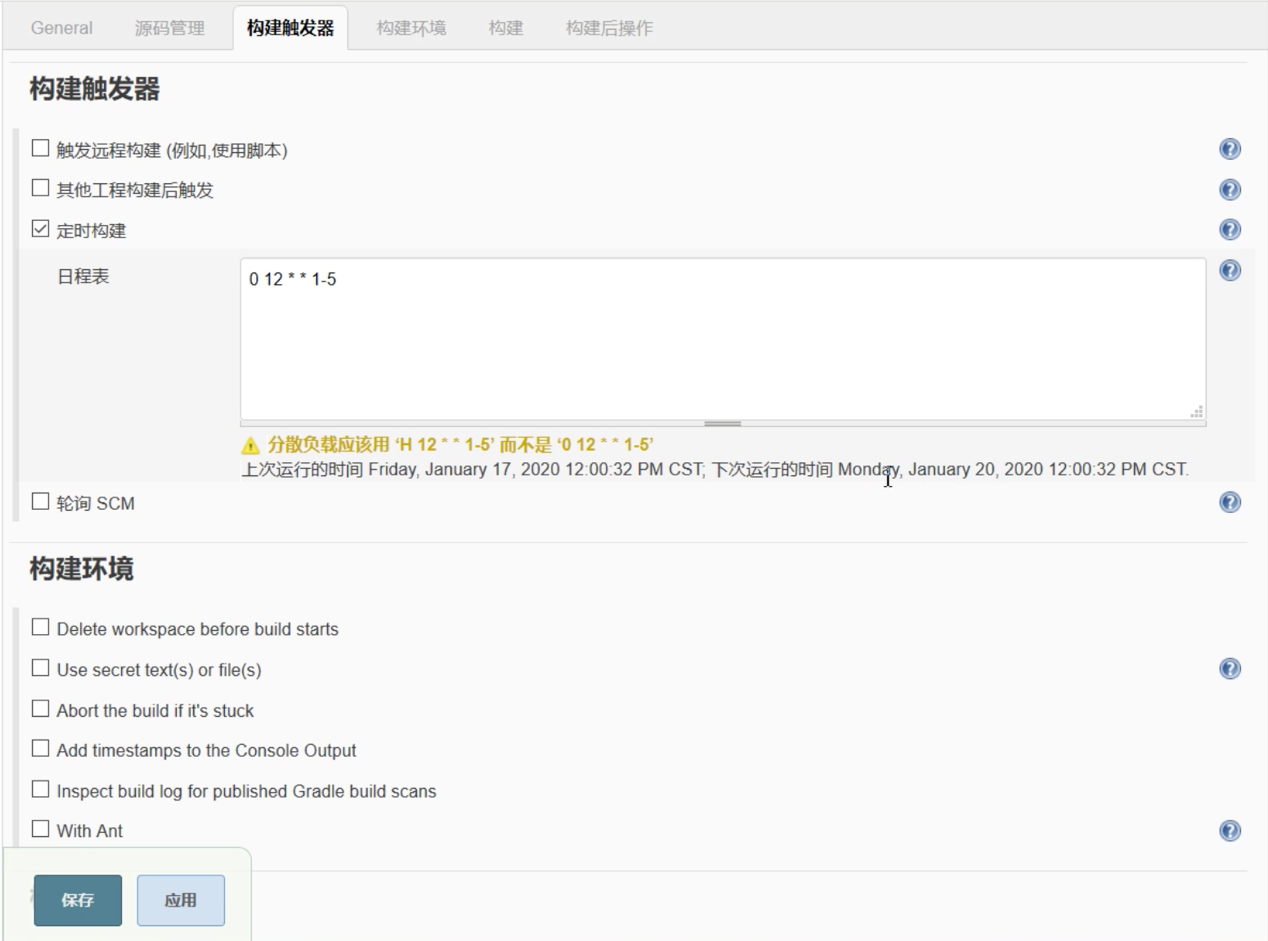 General 源码管理 构建触发器 构建环境 构建 构建后操作
构建触发器
触发远程构建 (例如,使用脚本)
其他工程构建后触发
定时构建
日程表
0 12 * * 1-5
分散负载应该用 ‘H 12 * * 1-5’ 而不是 ‘0 12 * * 1-5’
上次运行的时间 Friday, January 17, 2020 12:00:32 PM CST; 下次运行的时间 Monday, January 20, 2020 12:00:32 PM CST.
轮询 SCM
构建环境
Delete workspace before build starts
Use secret text(s) or file(s)
Abort the build if it's stuck
Add timestamps to the Console Output
Inspect build log for published Gradle build scans
With Ant
保存 应用